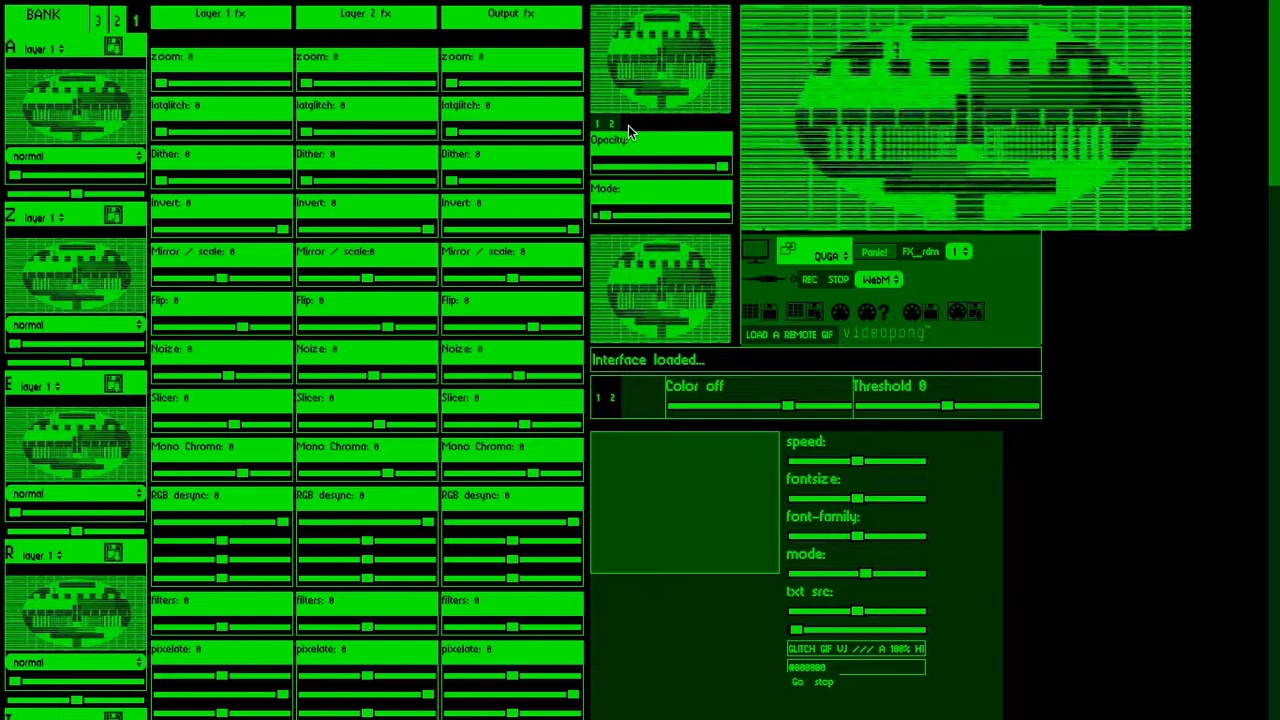 BANK 3 2 1
A layer 1
normal
Z layer 1
normal
E layer 1
normal
R layer 1
normal
Layer 1 fx
zoom: 0
latglitch: 0
Dither: 0
Invert: 0
Mirror / scale: 0
Flip: 0
Noize: 0
Slicer: 0
Mono Chroma: 0
RGB desync: 0
filters: 0
pixelate: 0
Layer 2 fx
zoom: 0
latglitch: 0
Dither: 0
Invert: 0
Mirror / scale:0
Flip: 0
Noize: 0
Slicer: 0
Mono Chroma: 0
RGB desync: 0
filters: 0
pixelate: 0
Output fx
zoom: 0
latglitch: 0
Dither: 0
Invert: 0
Mirror / scale: 0
Flip: 0
Noize: 0
Slicer: 0
Mono Chroma: 0
RGB desync: 0
filters: 0
pixelate: 0
1 2
Opacity:
Mode:
QVGA Panic! FX_rdm 1
REC STOP WebM
?
LOAD A REMOTE GIF videopong™
Interface loaded...
1 2 Color off Threshold 0
speed:
fontsize:
font-family:
mode:
txt src:
GLITCH GIF VJ /// A 100% HT
#000000
Go stop